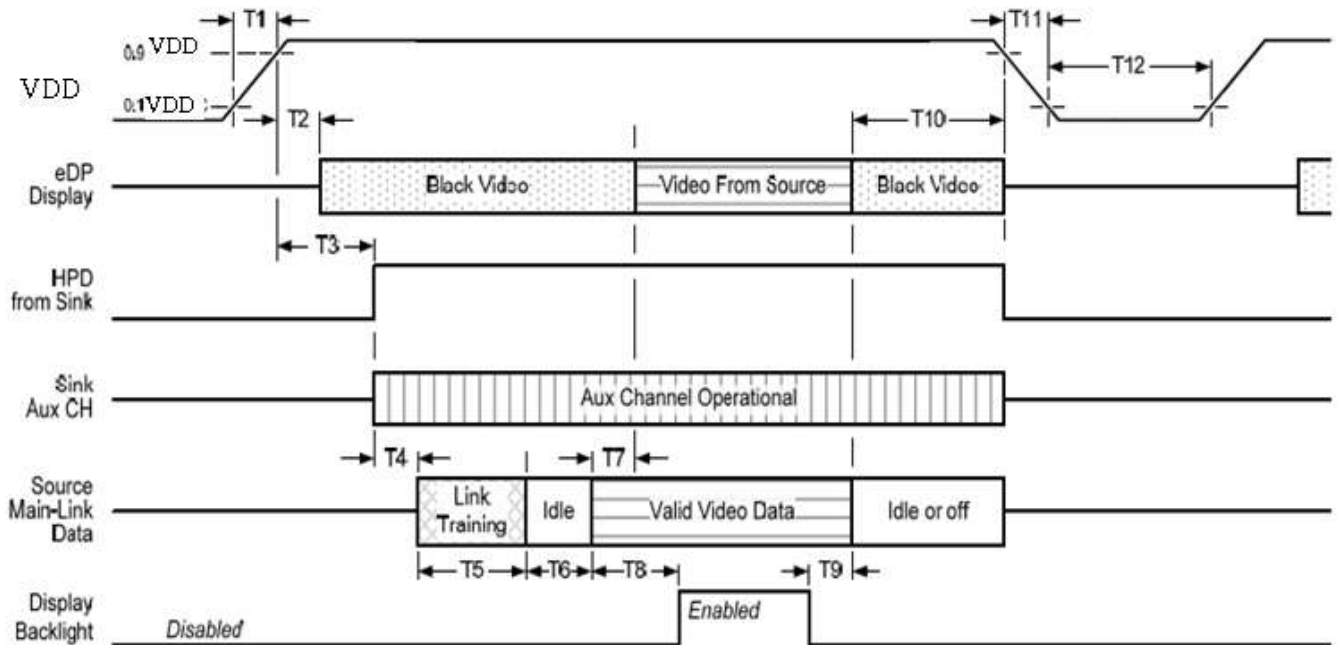 T1
T11
0.9 VDD
VDD
T12
0.1 VDD
T2
T10
eDP
Display
Black Video
Video From Source
Black Video
T3
HPD
from Sink
Sink
Aux CH
Aux Channel Operational
T4
T7
Source
Main-Link
Data
Link
Training
Idle
Valid Video Data
Idle or off
T5
T6
T8
T9
Display
Backlight
Disabled
Enabled